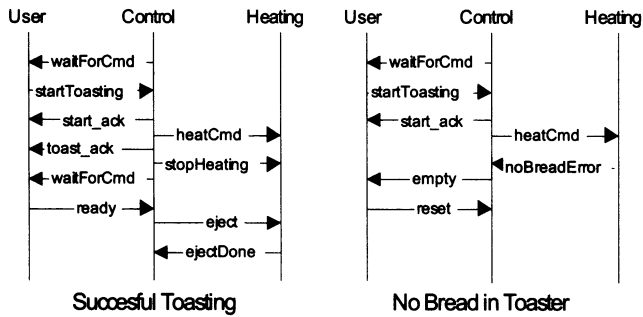 User Control Heating
waitForCmd
startToasting
start_ack
heatCmd
toast_ack
stopHeating
waitForCmd
ready
eject
ejectDone
Succesful Toasting
User Control Heating
waitForCmd
startToasting
start_ack
heatCmd
noBreadError
empty
reset
No Bread in Toaster